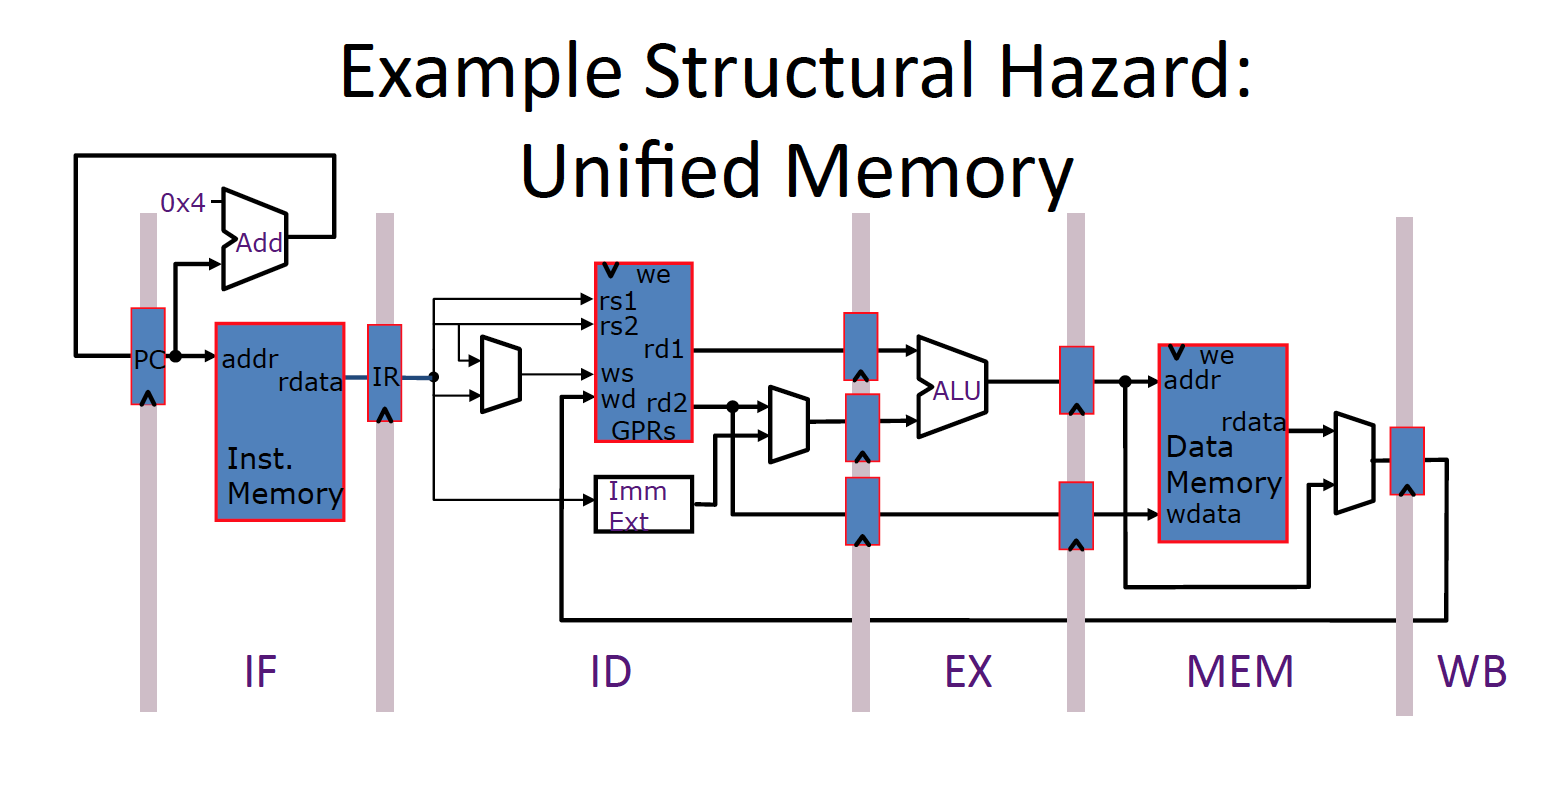 Example Structural Hazard:
Unified Memory
0x4
Add
PC
addr
rdata
Inst.
Memory
IR
we
rs1
rs2
rd1
ws
wd
rd2
GPRs
Imm
Ext
ALU
we
addr
rdata
Data
Memory
wdata
IF
ID
EX
MEM
WB